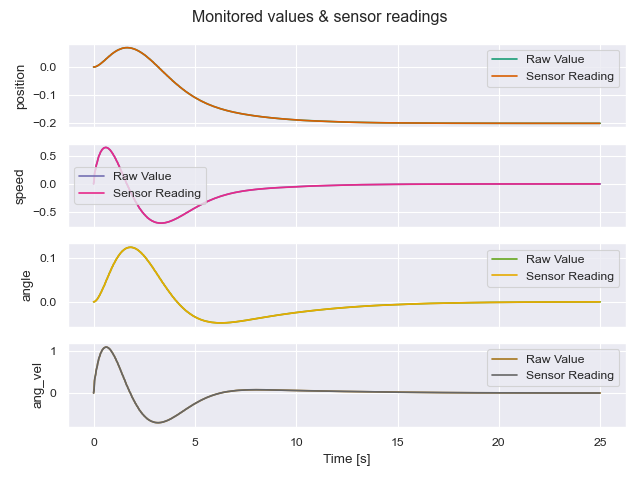 Monitored values & sensor readings
position
0.0
−0.1
−0.2
Raw Value
Sensor Reading
speed
0.5
0.0
−0.5
Raw Value
Sensor Reading
angle
0.1
0.0
Raw Value
Sensor Reading
ang_vel
1
0
Raw Value
Sensor Reading
0 5 10 15 20 25
Time [s]